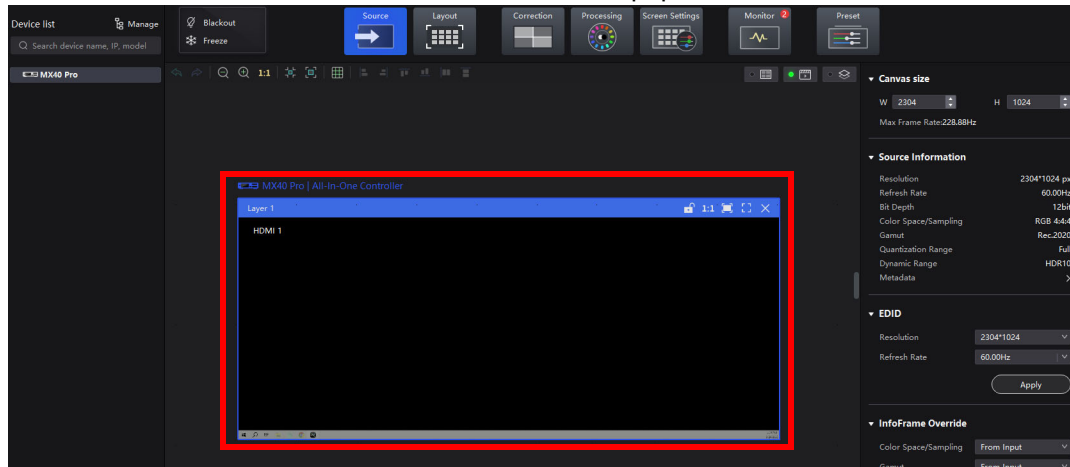 Device list
Manage
Search device name, IP, model
MX40 Pro
Blackout
Freeze
Source
Layout
Correction
Processing
Screen Settings
Monitor
2
Preset
1:1
MX40 Pro | All-In-One Controller
Layer 1
1:1
HDMI 1
Canvas size
W 2304 H 1024
Max Frame Rate:228.88Hz
Source Information
Resolution 2304*1024 px
Refresh Rate 60.00Hz
Bit Depth 12bit
Color Space/Sampling RGB 4:4:4
Gamut Rec.2020
Quantization Range Full
Dynamic Range HDR10
Metadata
EDID
Resolution 2304*1024
Refresh Rate 60.00Hz
Apply
InfoFrame Override
Color Space/Sampling From Input
Gamut From Input